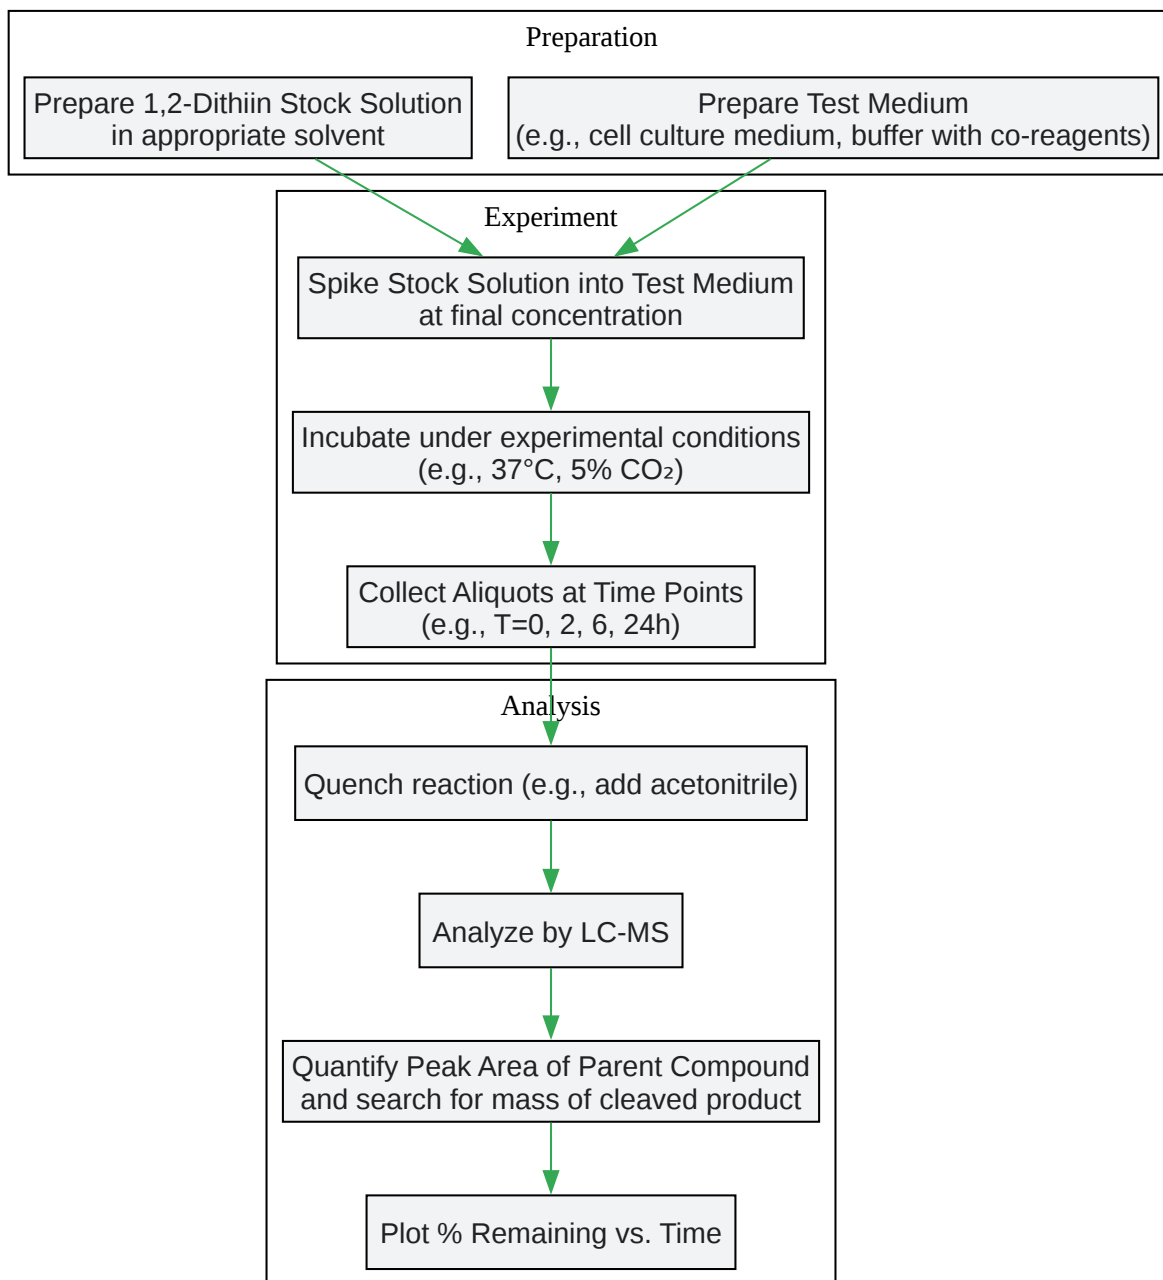 Preparation
Prepare 1,2-Dithiin Stock Solution
in appropriate solvent
Prepare Test Medium
(e.g., cell culture medium, buffer with co-reagents)
Experiment
Spike Stock Solution into Test Medium
at final concentration
Incubate under experimental conditions
(e.g., 37°C, 5% CO₂)
Collect Aliquots at Time Points
(e.g., T=0, 2, 6, 24h)
Analysis
Quench reaction (e.g., add acetonitrile)
Analyze by LC-MS
Quantify Peak Area of Parent Compound
and search for mass of cleaved product
Plot % Remaining vs. Time